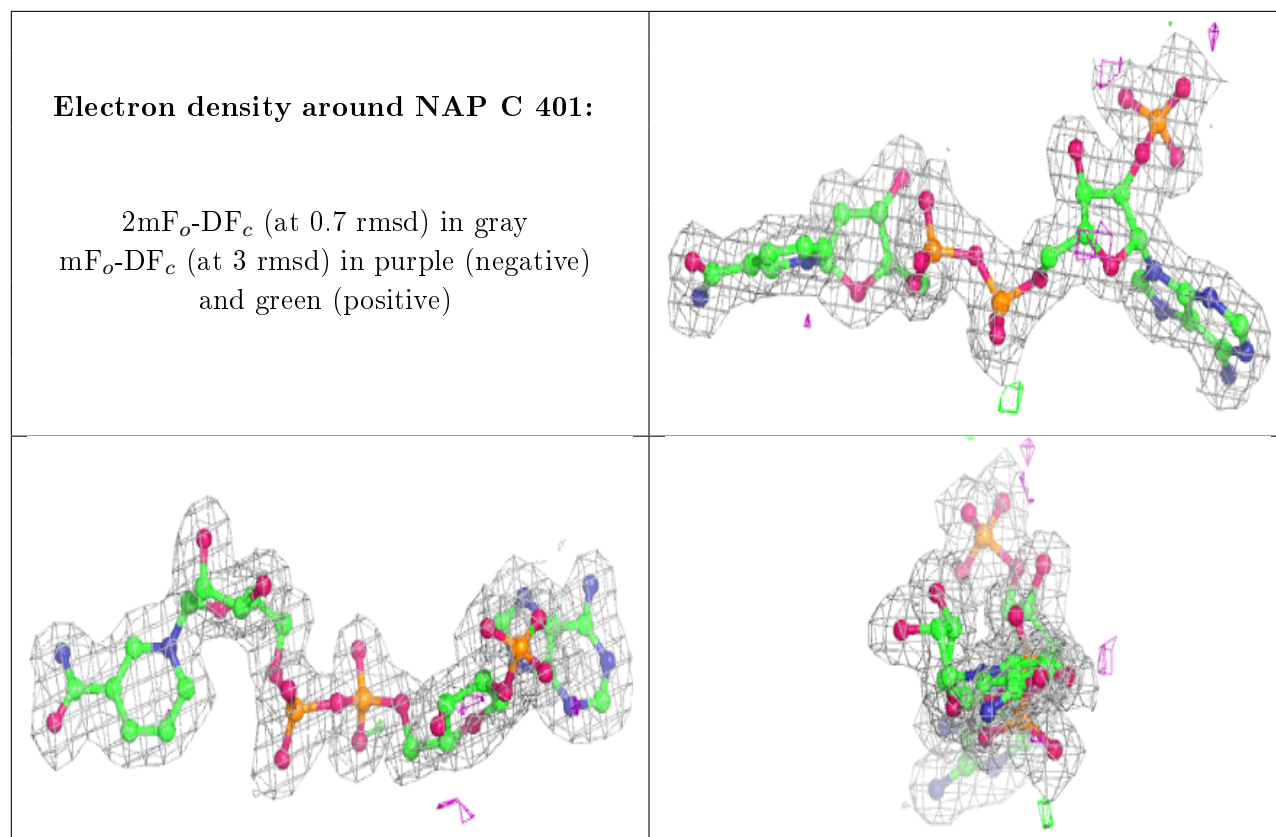 Electron density around NAP C 401:
2mFₒ-DF𝒸 (at 0.7 rmsd) in gray
mFₒ-DF𝒸 (at 3 rmsd) in purple (negative)
and green (positive)